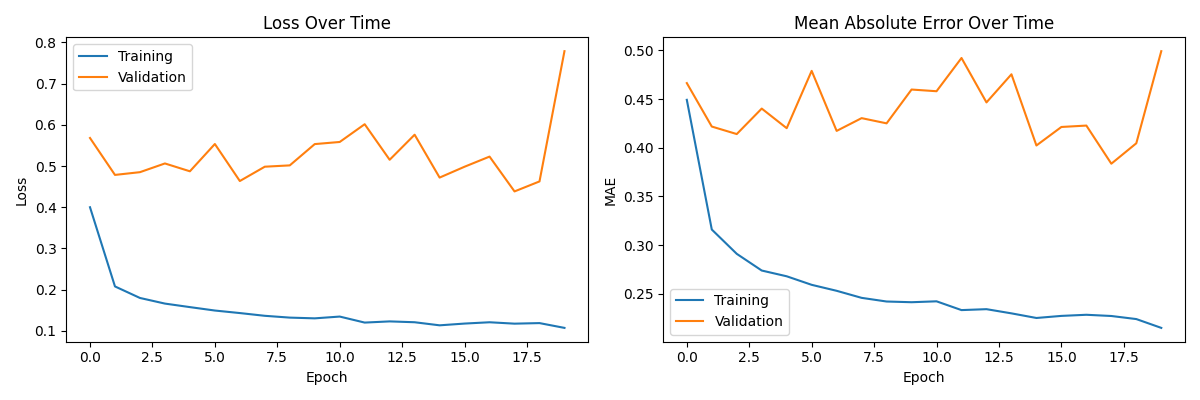 Loss Over Time
Training
Validation
0.8
0.7
0.6
0.5
0.4
0.3
0.2
0.1
Loss
0.0 2.5 5.0 7.5 10.0 12.5 15.0 17.5
Epoch
Mean Absolute Error Over Time
0.50
0.45
0.40
0.35
0.30
0.25
MAE
Training
Validation
0.0 2.5 5.0 7.5 10.0 12.5 15.0 17.5
Epoch